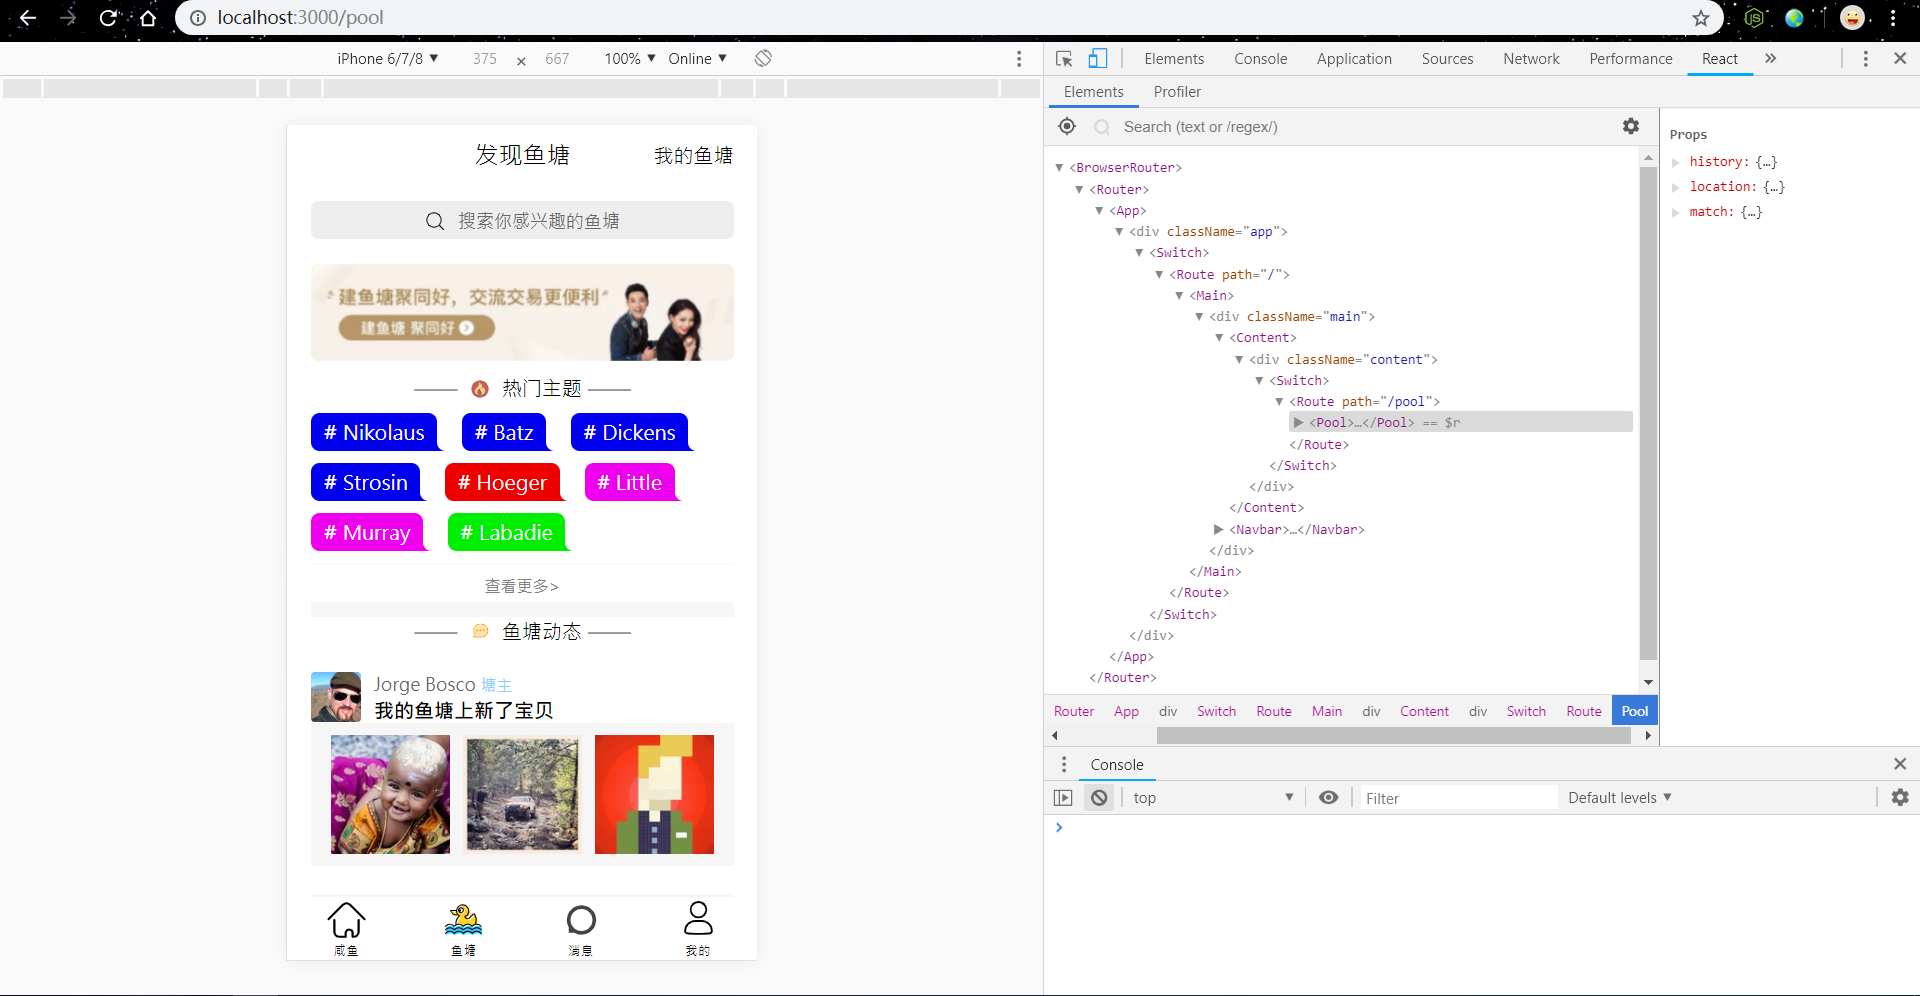 localhost:3000/pool
iPhone 6/7/8 ▼ 375 × 667 100% ▼ Online ▼
发现鱼塘 我的鱼塘
搜索你感兴趣的鱼塘
建鱼塘聚同好，交流交易更便利
建鱼塘 聚同好
热门主题
# Nikolaus # Batz # Dickens
# Strosin # Hoeger # Little
# Murray # Labadie
查看更多>
鱼塘动态
Jorge Bosco 塘主
我的鱼塘上新了宝贝
咸鱼 鱼塘 消息 我的
Elements Console Application Sources Network Performance React »
Elements Profiler
Search (text or /regex/)
▼ <BrowserRouter>
▼ <Router>
▼ <App>
▼ <div className="app">
▼ <Switch>
▼ <Route path="/">
▼ <Main>
▼ <div className="main">
▼ <Content>
▼ <div className="content">
▼ <Switch>
▼ <Route path="/pool">
▶ <Pool>…</Pool> == $r
</Route>
</Switch>
</div>
</Content>
▶ <Navbar>…</Navbar>
</div>
</Main>
</Route>
</Switch>
</div>
</App>
</Router>
Router App div Switch Route Main div Content div Switch Route Pool
Props
▶ history: {…}
▶ location: {…}
▶ match: {…}
Console
top ▼ Filter Default levels ▼